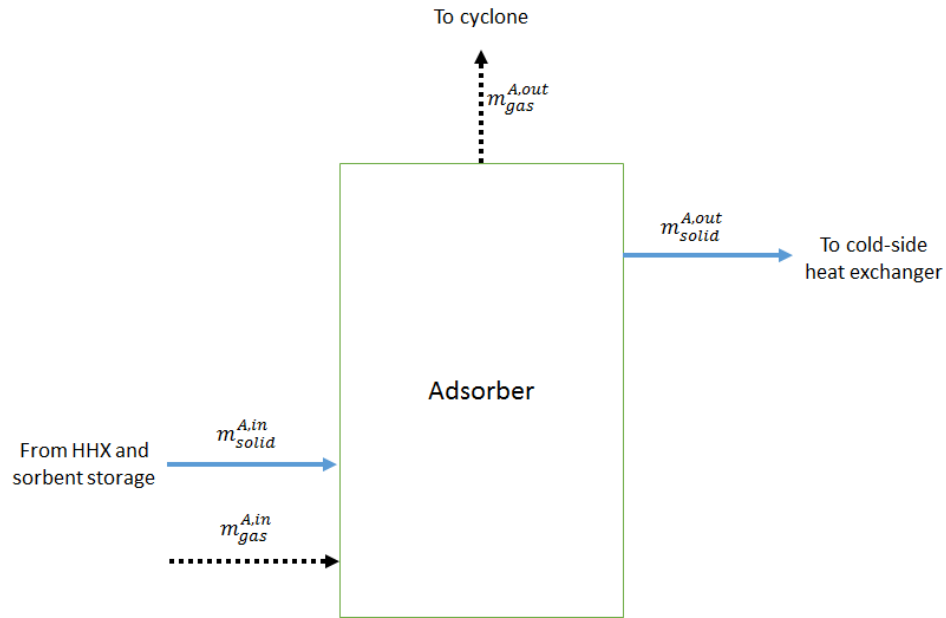 To cyclone
m_{gas}^{A,out}
m_{solid}^{A,out}
To cold-side
heat exchanger
Adsorber
m_{solid}^{A,in}
From HHX and
sorbent storage
m_{gas}^{A,in}